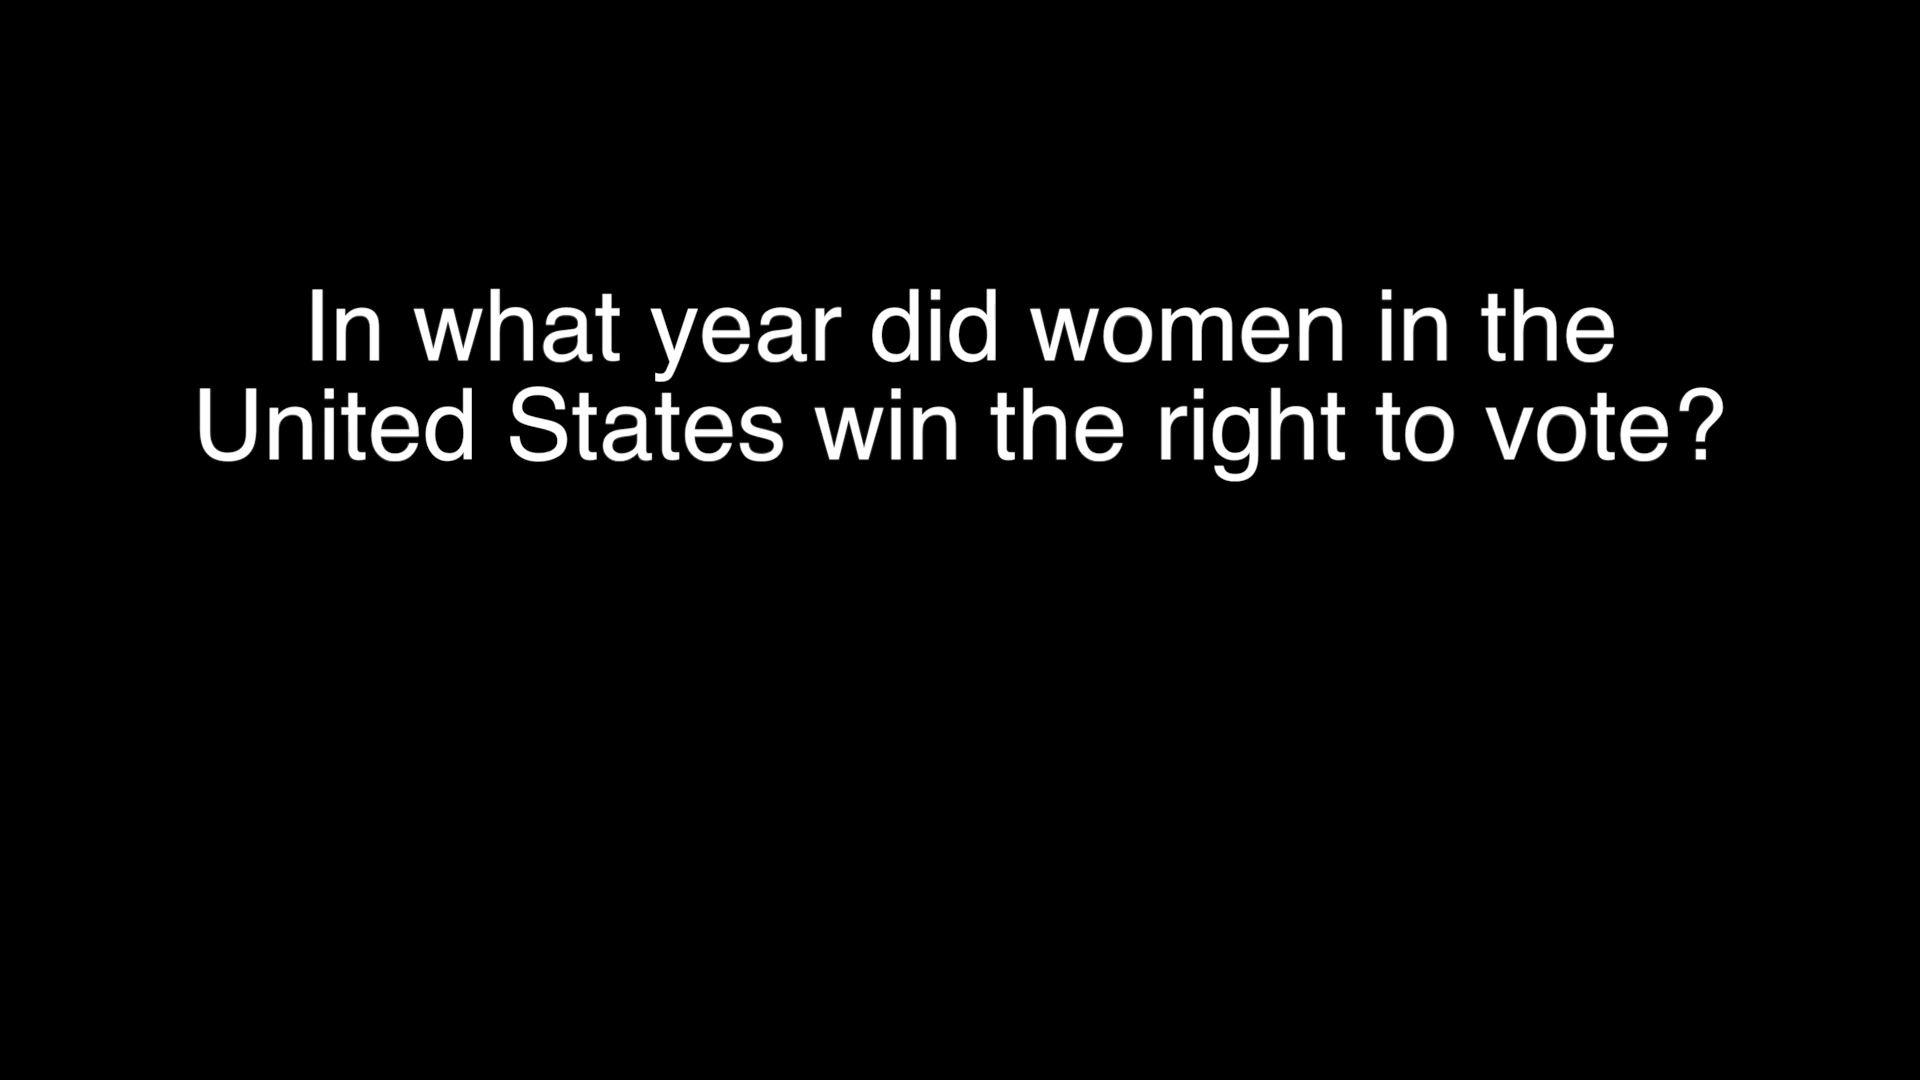 In what year did women in the
United States win the right to vote?